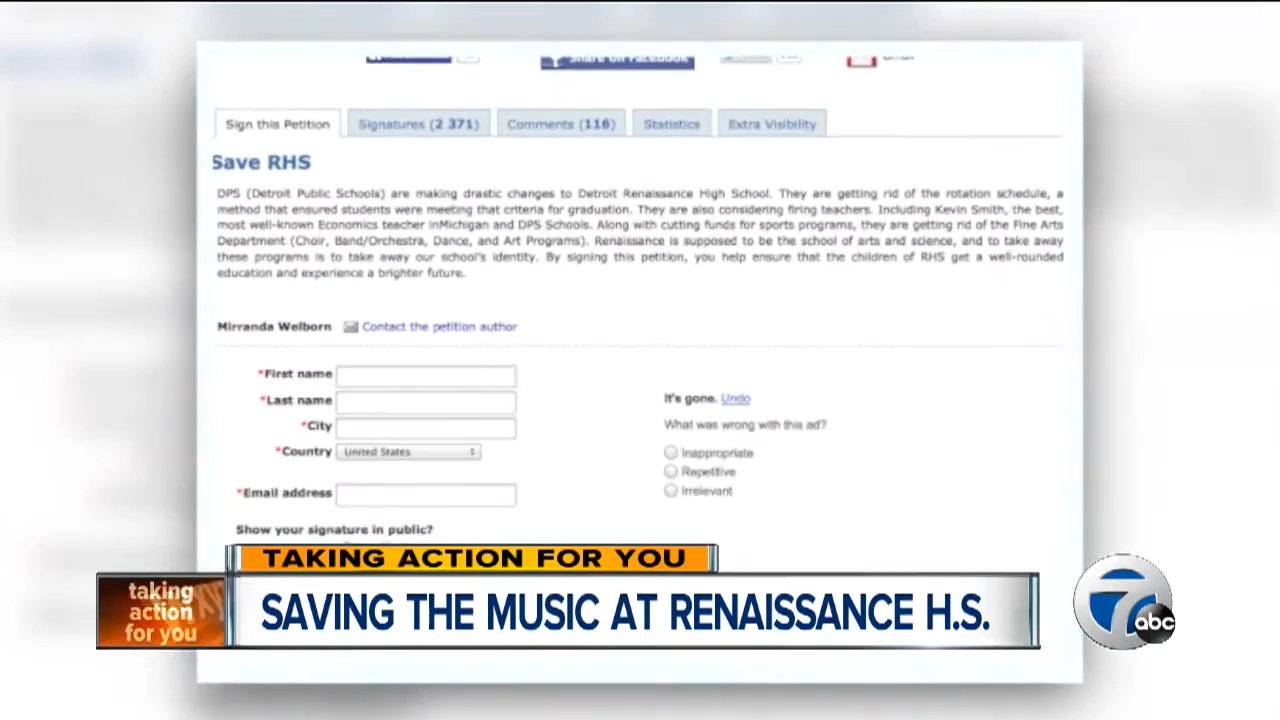 Share on Facebook
Sign this Petition
Signatures (2 371)
Comments (116)
Statistics
Extra Visibility
Save RHS
DPS (Detroit Public Schools) are making drastic changes to Detroit Renaissance High School. They are getting rid of the rotation schedule, a
method that ensured students were meeting that criteria for graduation. They are also considering firing teachers. Including Kevin Smith, the best,
most well-known Economics teacher inMichigan and DPS Schools. Along with cutting funds for sports programs, they are getting rid of the Fine Arts
Department (Choir, Band/Orchestra, Dance, and Art Programs). Renaissance is supposed to be the school of arts and science, and to take away
these programs is to take away our school's identity. By signing this petition, you help ensure that the children of RHS get a well-rounded
education and experience a brighter future.
Mirranda Welborn
Contact the petition author
*First name
*Last name
*City
*Country
United States
*Email address
Show your signature in public?
It's gone. Undo
What was wrong with this ad?
Inappropriate
Repetitive
Irrelevant
TAKING ACTION FOR YOU
taking
action
for you
SAVING THE MUSIC AT RENAISSANCE H.S.
7
abc